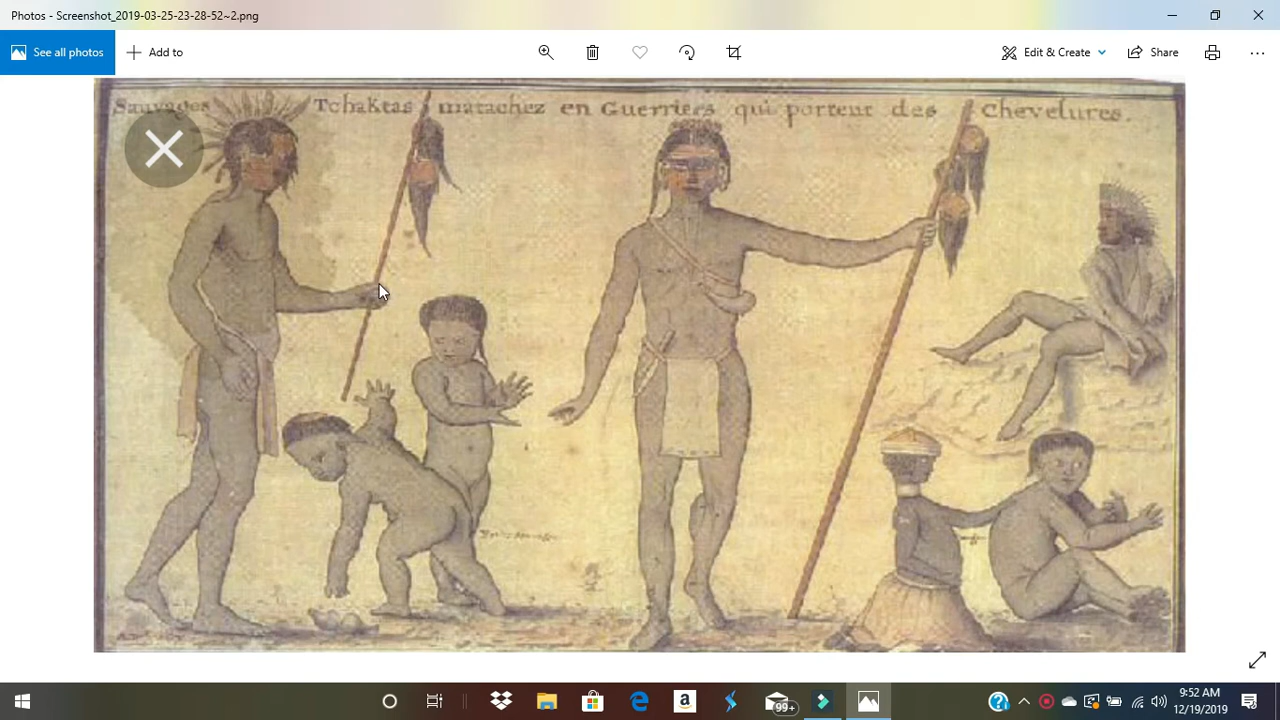 Photos - Screenshot_2019-03-25-23-28-52~2.png
See all photos
Add to
Edit & Create
Share
Sauvages Tchaktas matachez en Guerriers qui portent des Chevelures.
99+
9:52 AM
12/19/2019